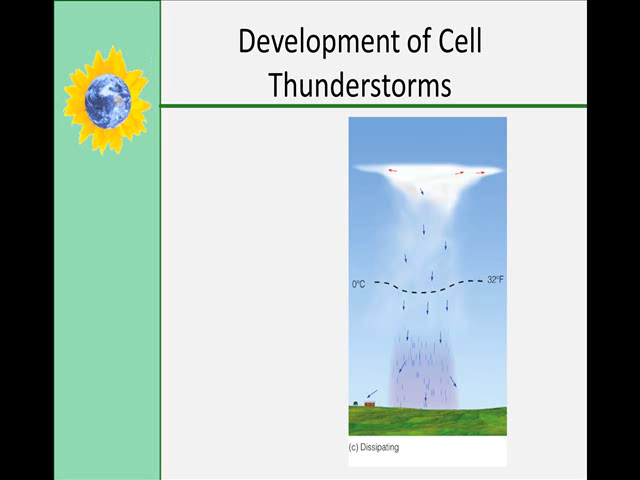 Development of Cell
Thunderstorms
0°C
32°F
(c) Dissipating